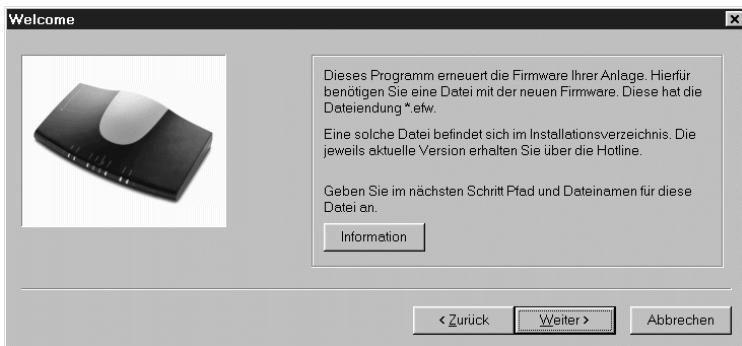 Welcome
Dieses Programm erneuert die Firmware Ihrer Anlage. Hierfür
benötigen Sie eine Datei mit der neuen Firmware. Diese hat die
Dateiendung *.efw.
Eine solche Datei befindet sich im Installationsverzeichnis. Die
jeweils aktuelle Version erhalten Sie über die Hotline.
Geben Sie im nächsten Schritt Pfad und Dateinamen für diese
Datei an.
Information
< Zurück
Weiter >
Abbrechen